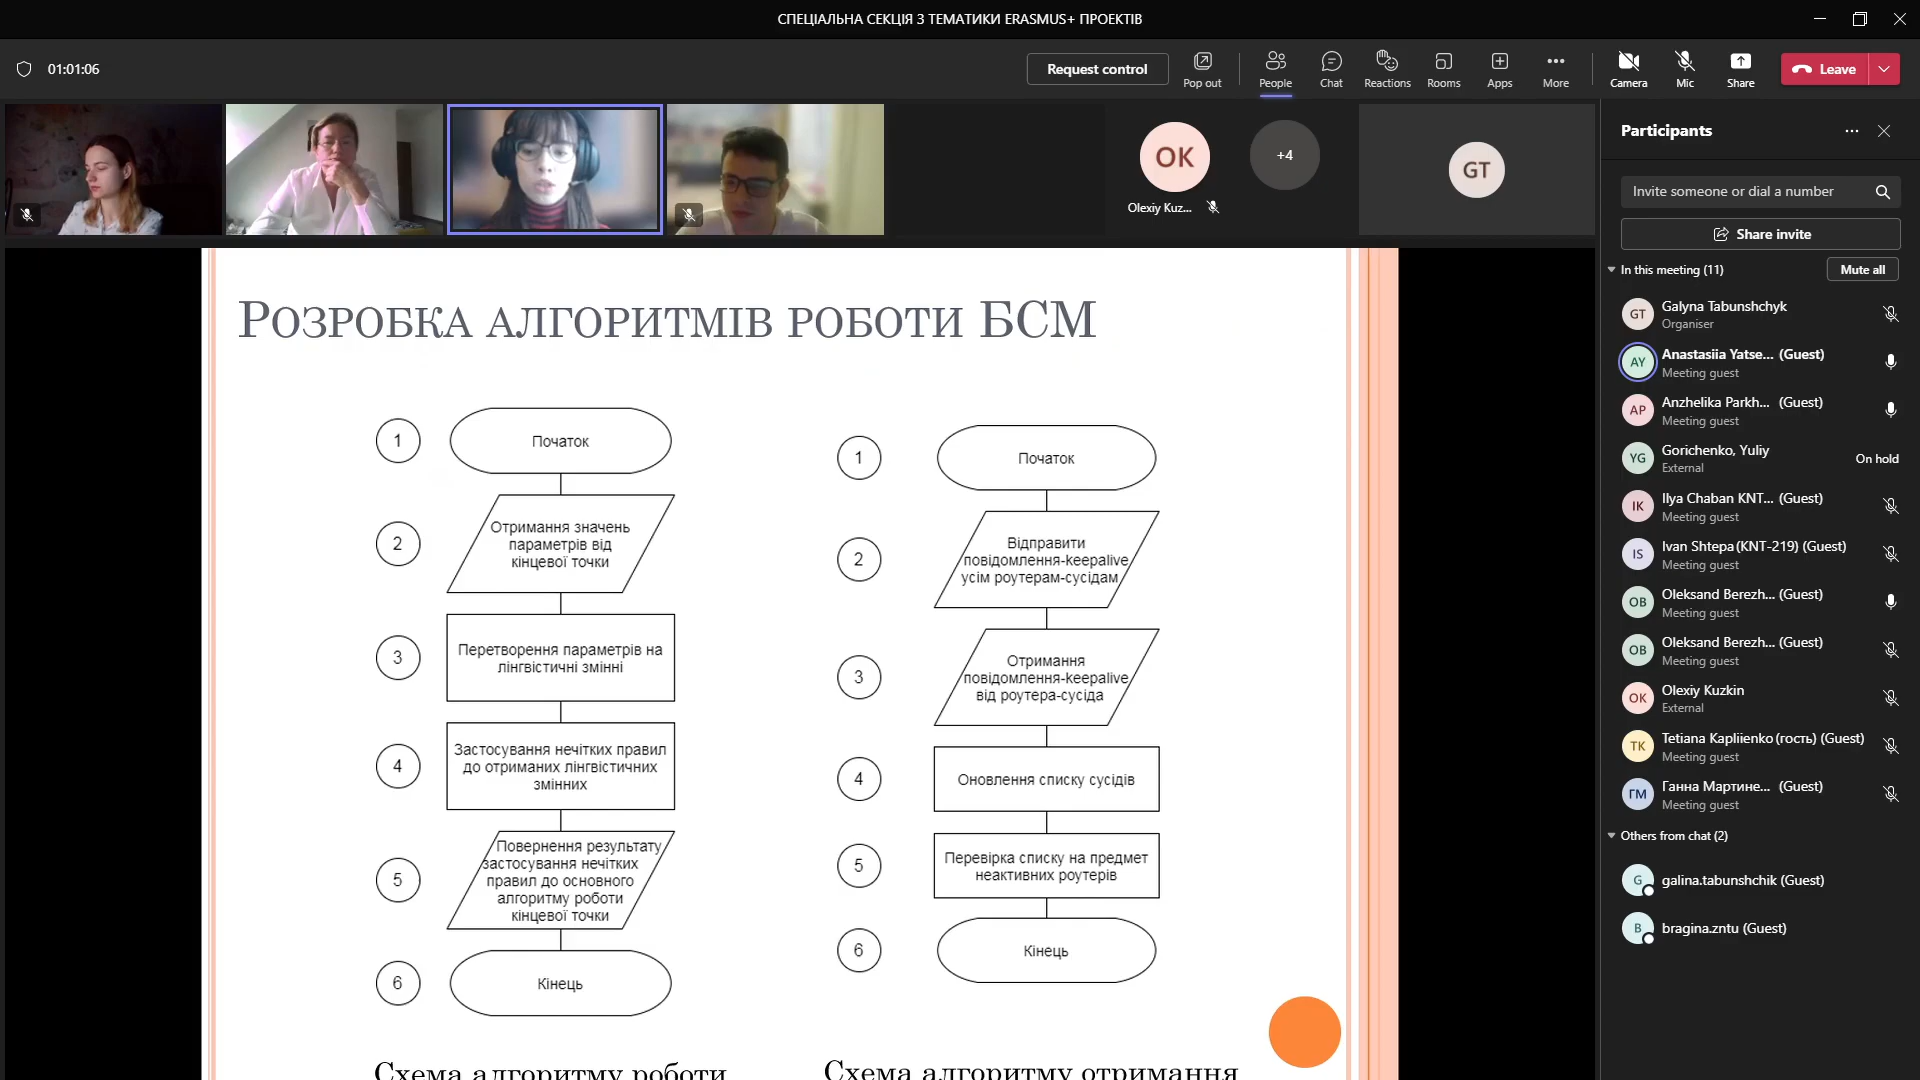 СПЕЦІАЛЬНА СЕКЦІЯ З ТЕМАТИКИ ERASMUS+ ПРОЕКТІВ
01:01:06
Request control
Pop out
People
Chat
Reactions
Rooms
Apps
More
Camera
Mic
Share
Leave
OK
Olexiy Kuz...
+4
GT
Participants
Invite someone or dial a number
Share invite
In this meeting (11)
Mute all
GT
Galyna Tabunshchyk
Organiser
AY
Anastasiia Yatse... (Guest)
Meeting guest
AP
Anzhelika Parkh... (Guest)
Meeting guest
YG
Gorichenko, Yuliy
External
On hold
IK
Ilya Chaban KNT... (Guest)
Meeting guest
IS
Ivan Shtepa(KNT-219) (Guest)
Meeting guest
OB
Oleksand Berezh... (Guest)
Meeting guest
OB
Oleksand Berezh... (Guest)
Meeting guest
OK
Olexiy Kuzkin
External
TK
Tetiana Kapliienko(гость) (Guest)
Meeting guest
ГМ
Ганна Мартине... (Guest)
Meeting guest
Others from chat (2)
G
galina.tabunshchik (Guest)
B
bragina.zntu (Guest)
Розробка алгоритмів роботи БСМ
1
Початок
2
Отримання значень
параметрів від
кінцевої точки
3
Перетворення параметрів на
лінгвістичні змінні
4
Застосування нечітких правил
до отриманих лінгвістичних
змінних
5
Повернення результату
застосування нечітких
правил до основного
алгоритму роботи
кінцевої точки
6
Кінець
Схема алгоритму роботи
1
Початок
2
Відправити
повідомлення-keepalive
усім роутерам-сусідам
3
Отримання
повідомлення-keepalive
від роутера-сусіда
4
Оновлення списку сусідів
5
Перевірка списку на предмет
неактивних роутерів
6
Кінець
Схема алгоритму отримання